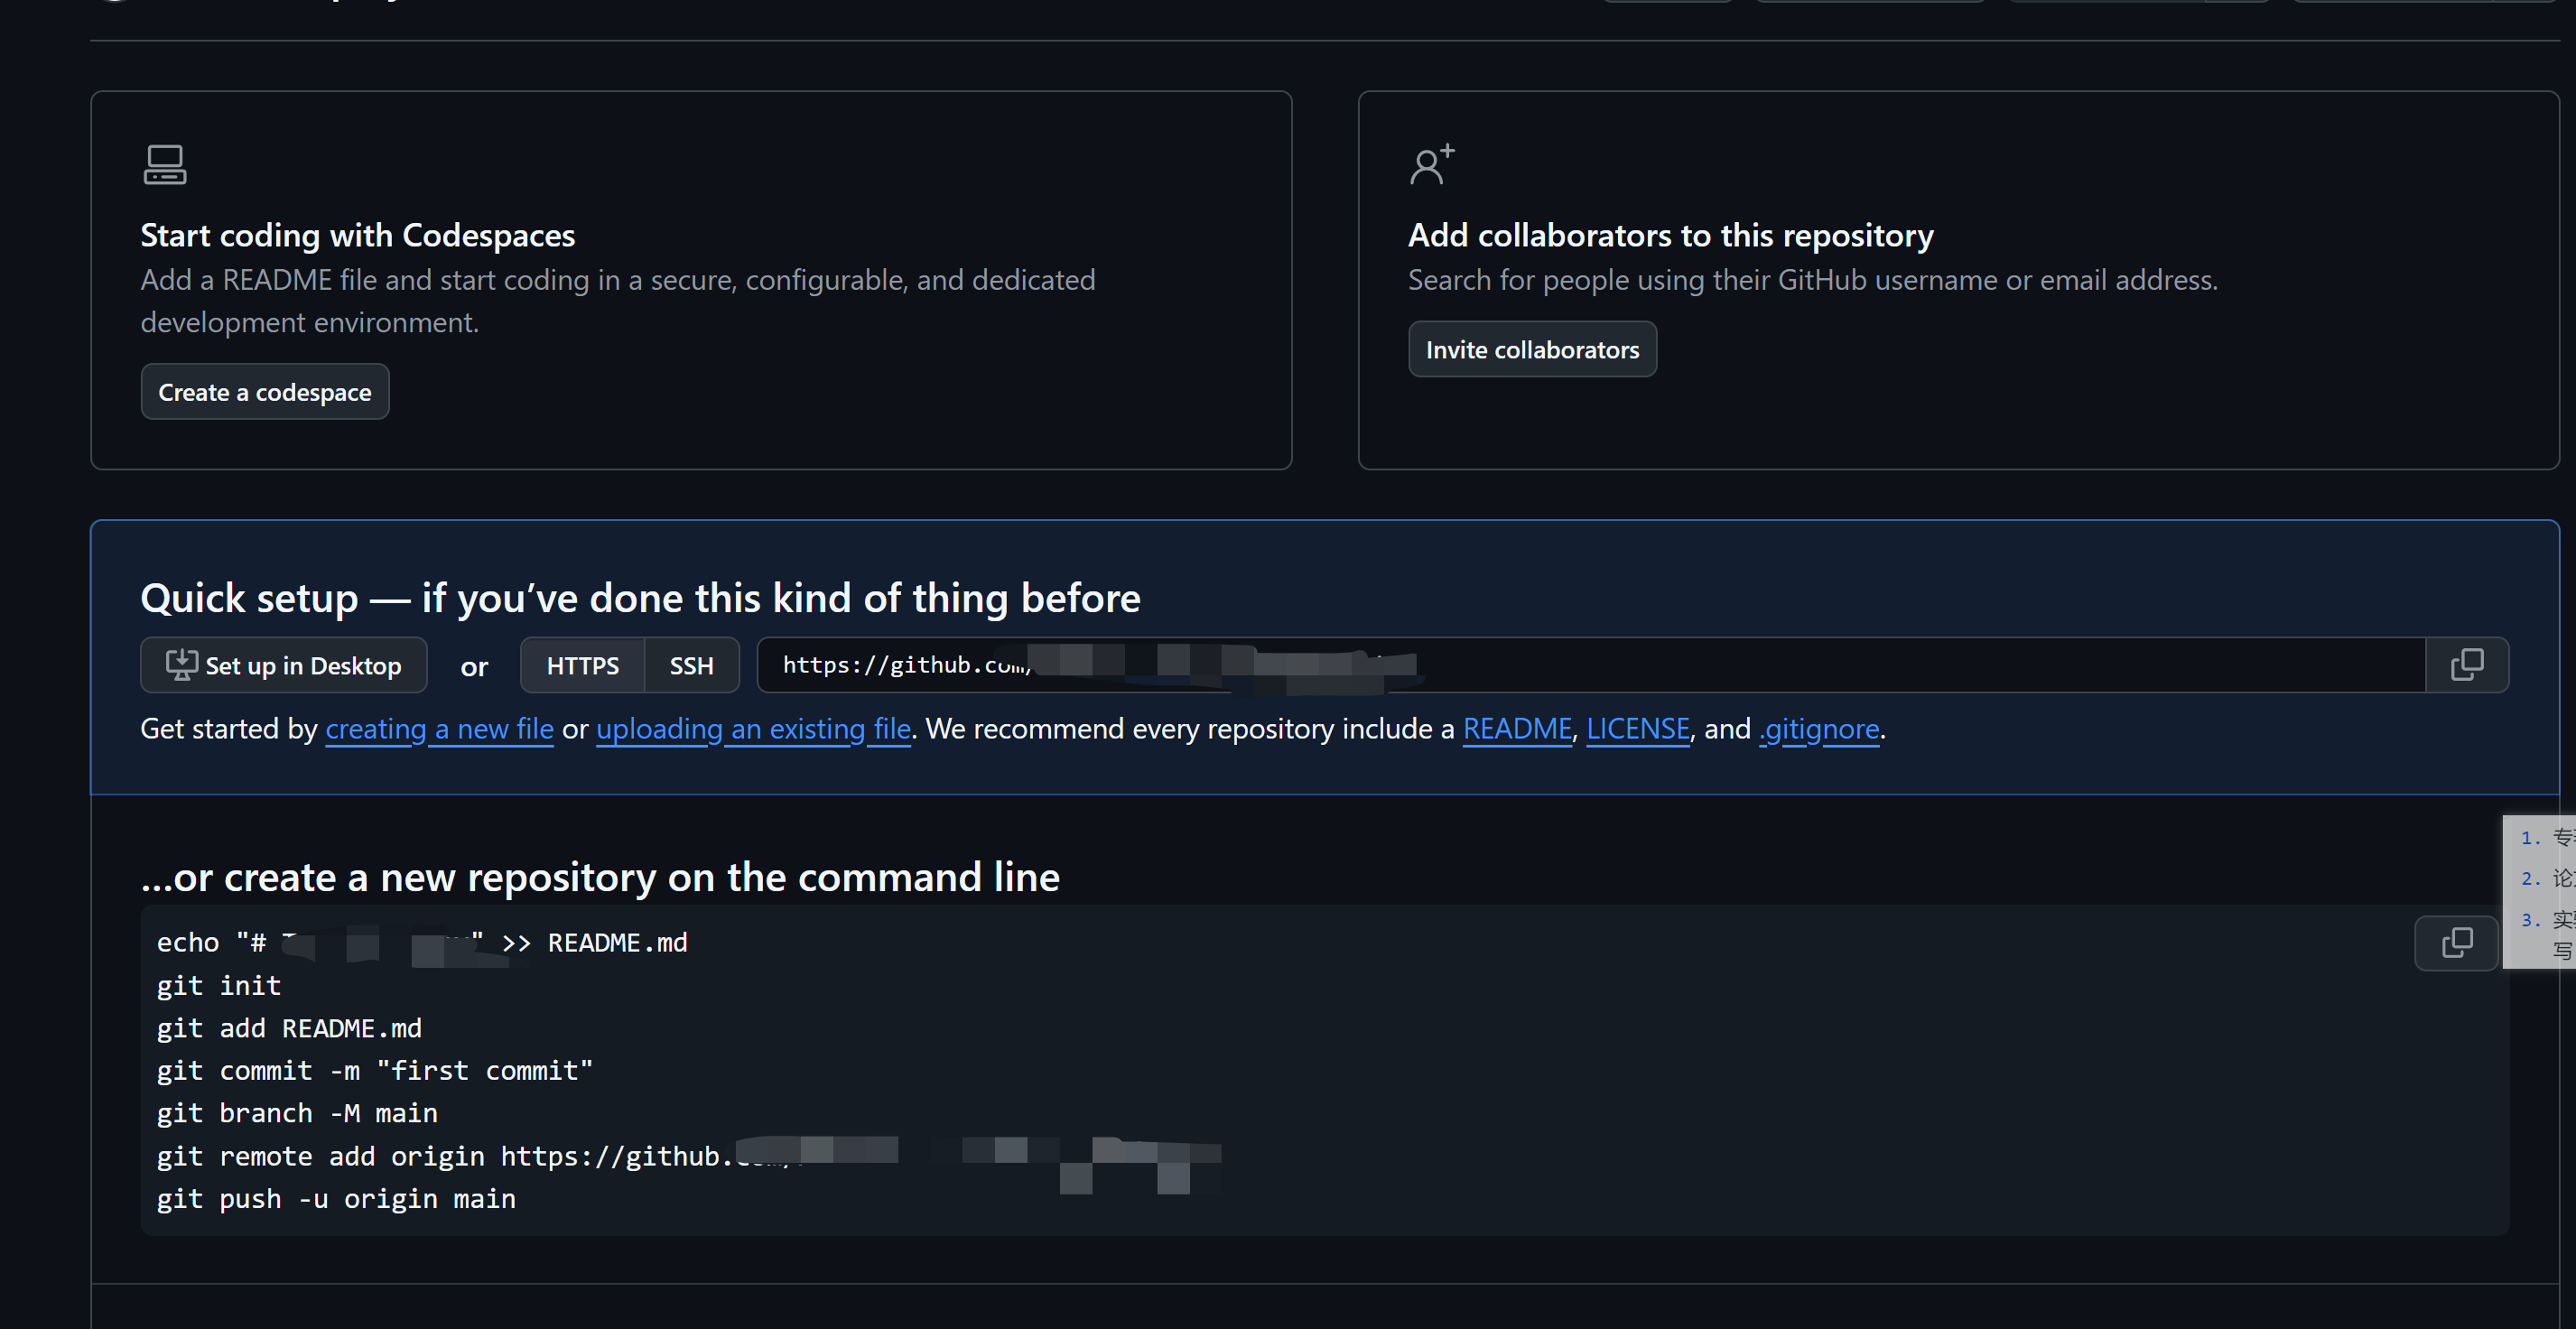 Start coding with Codespaces
Add a README file and start coding in a secure, configurable, and dedicated
development environment.
Create a codespace
Add collaborators to this repository
Search for people using their GitHub username or email address.
Invite collaborators
Quick setup — if you’ve done this kind of thing before
Set up in Desktop or HTTPS SSH https://github.com/
Get started by creating a new file or uploading an existing file. We recommend every repository include a README, LICENSE, and .gitignore.
…or create a new repository on the command line
echo "# " >> README.md
git init
git add README.md
git commit -m "first commit"
git branch -M main
git remote add origin https://github.
git push -u origin main
1. 专
2. 论
3. 实
写